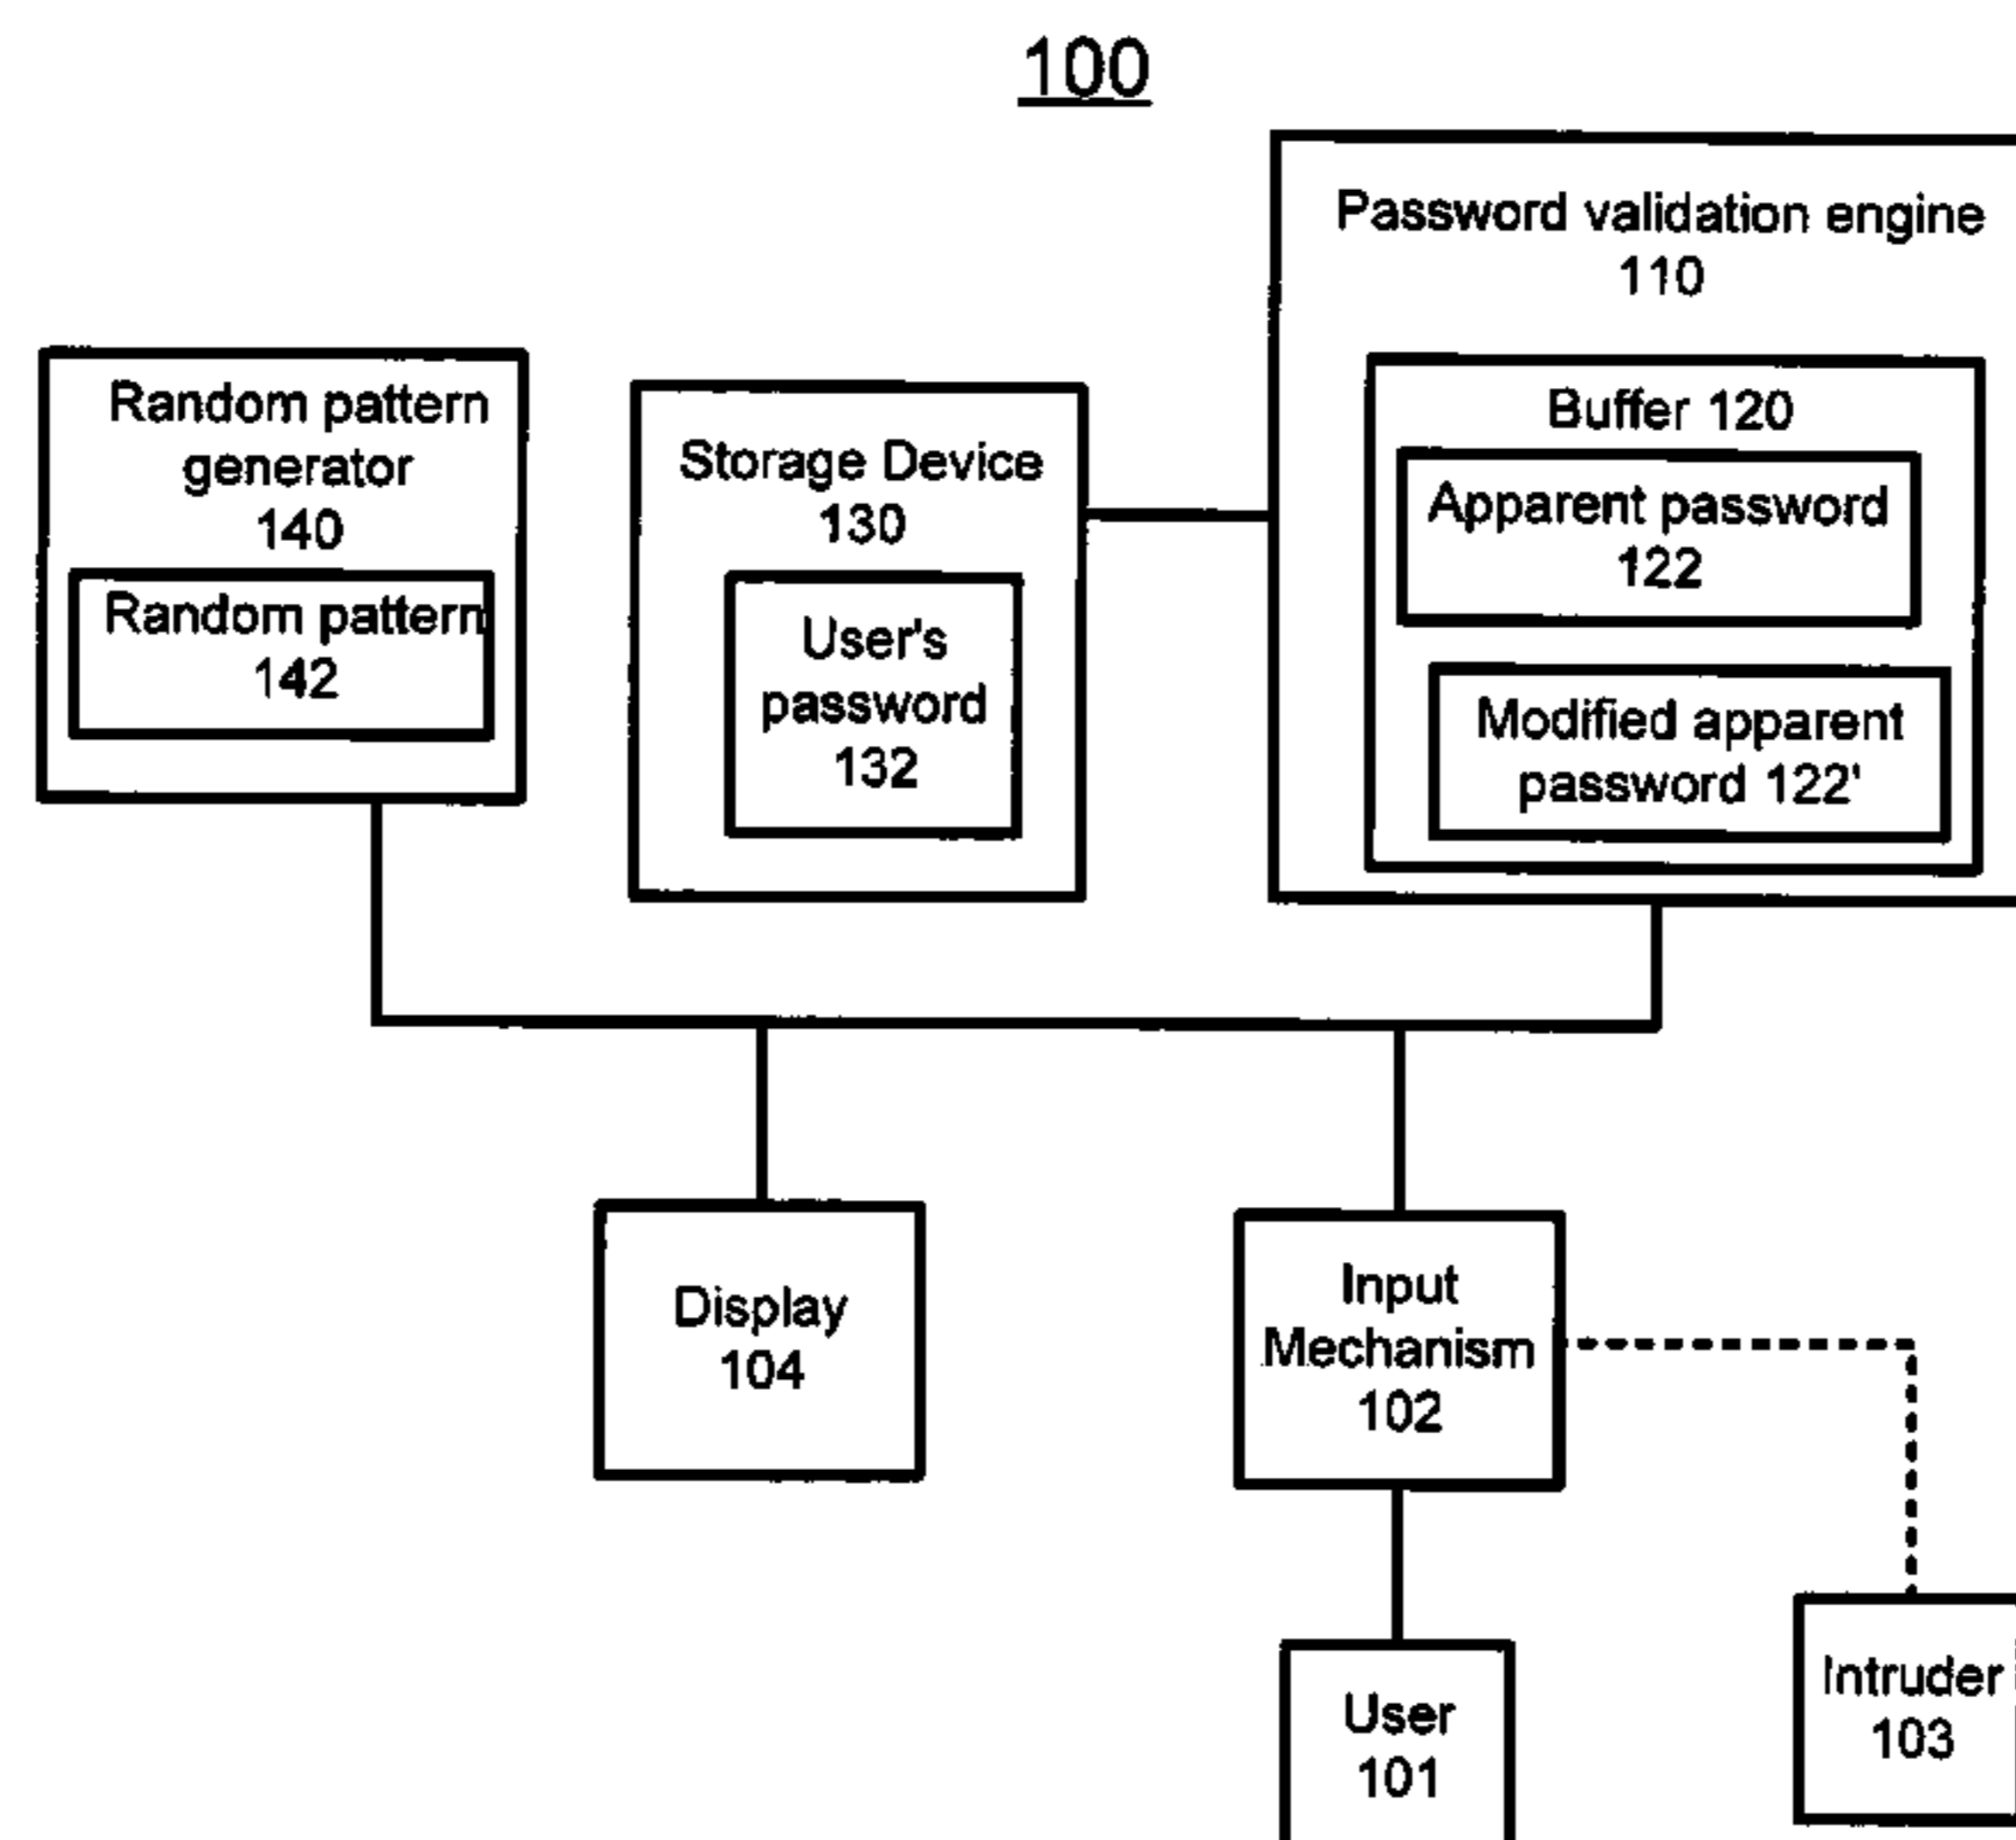 100
Password validation engine
110
Random pattern
generator
140
Random pattern
142
Storage Device
130
User's
password
132
Buffer 120
Apparent password
122
Modified apparent
password 122'
Display
104
Input
Mechanism
102
User
101
Intruder
103